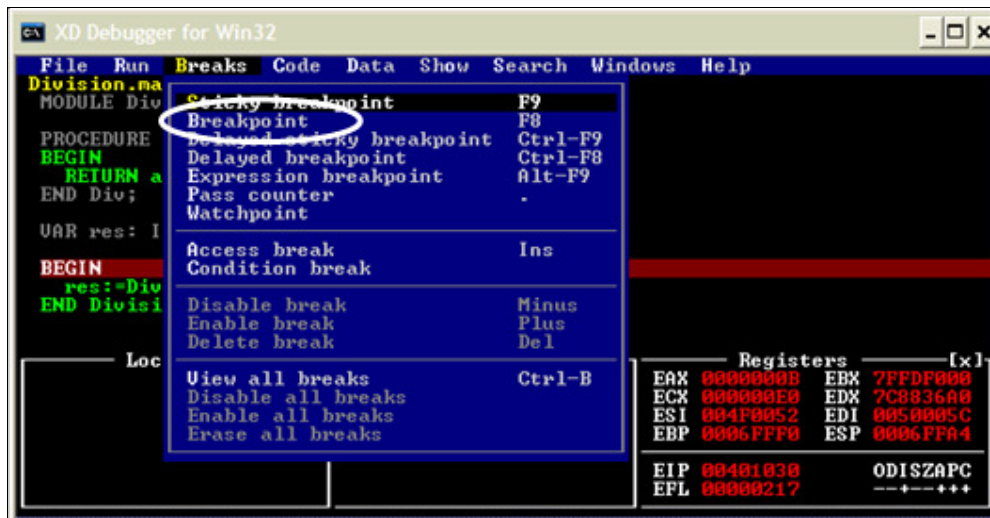 XD Debugger for Win32
File Run Breaks Code Data Show Search Windows Help
Division.ma
MODULE Div
Sticky breakpoint F9
Breakpoint F8
PROCEDURE Delayed sticky breakpoint Ctrl-F9
BEGIN Delayed breakpoint Ctrl-F8
RETURN a Expression breakpoint Alt-F9
END Div; Pass counter .
Watchpoint
VAR res: I
Access break Ins
BEGIN Condition break
res:=Div
END Divisi Disable break Minus
Enable break Plus
Delete break Del
Loc Registers [x]
View all breaks Ctrl-B EAX 0000000B EBX 7FFDF000
Disable all breaks ECX 000000E0 EDX 7C8836A0
Enable all breaks ESI 004F0052 EDI 0050005C
Erase all breaks EBP 0006FFF0 ESP 0006FFA4
EIP 00401030 ODISZAPC
EFL 00000217 --+--+++